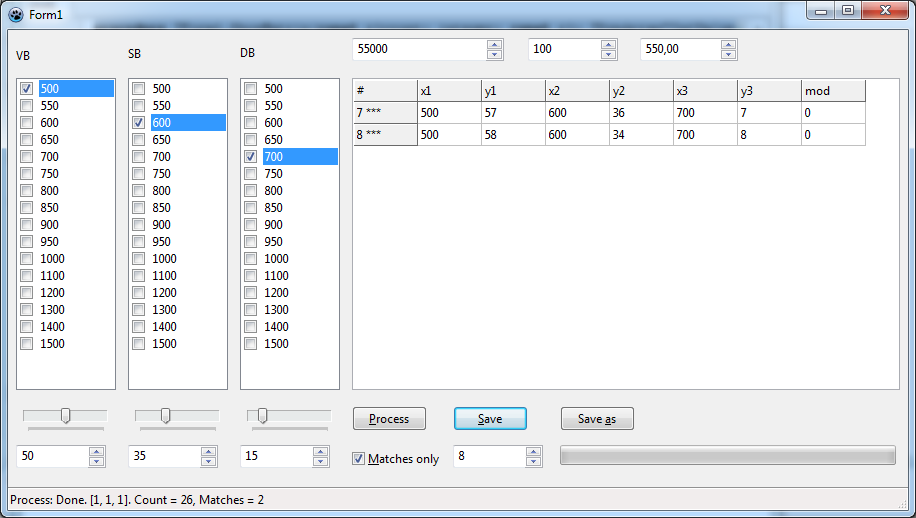 Form1
VB SB DB 55000 100 550,00
500 500 500
550 550 550
600 600 600
650 650 650
700 700 700
750 750 750
800 800 800
850 850 850
900 900 900
950 950 950
1000 1000 1000
1100 1100 1100
1200 1200 1200
1300 1300 1300
1400 1400 1400
1500 1500 1500
# x1 y1 x2 y2 x3 y3 mod
7 *** 500 57 600 36 700 7 0
8 *** 500 58 600 34 700 8 0
Process Save Save as
50 35 15 Matches only 8
Process: Done. [1, 1, 1]. Count = 26, Matches = 2